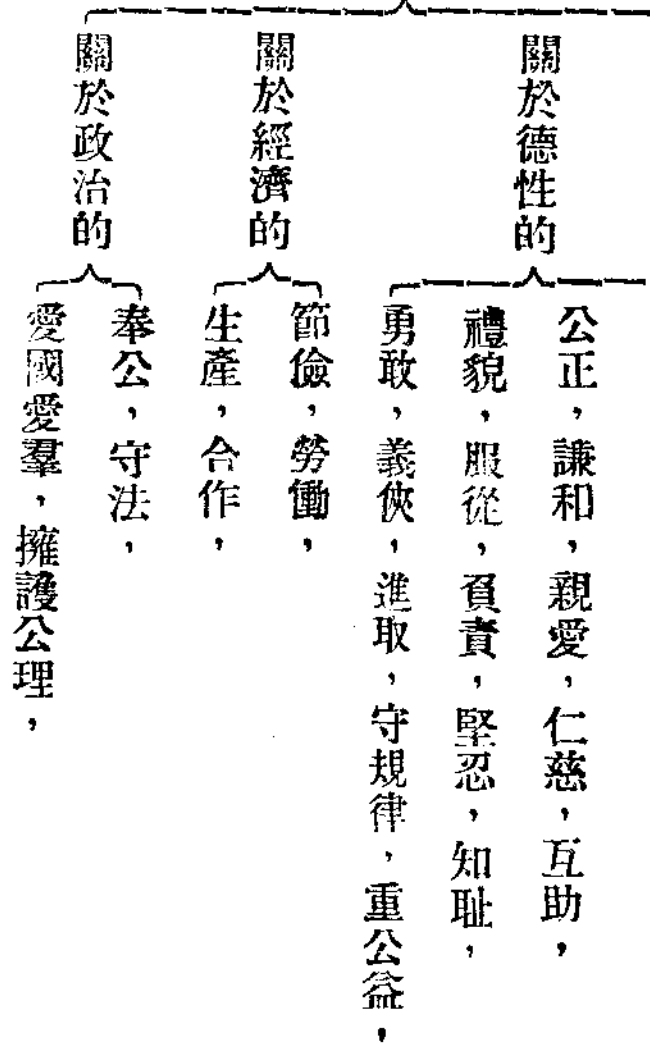 關於德性的
公正，謙和，親愛，仁慈，互助，
禮貌，服從，負責，堅忍，知耻，
勇敢，義俠，進取，守規律，重公益，
關於經濟的
節儉，勞働，
生產，合作，
關於政治的
奉公，守法，
愛國愛羣，擁護公理，